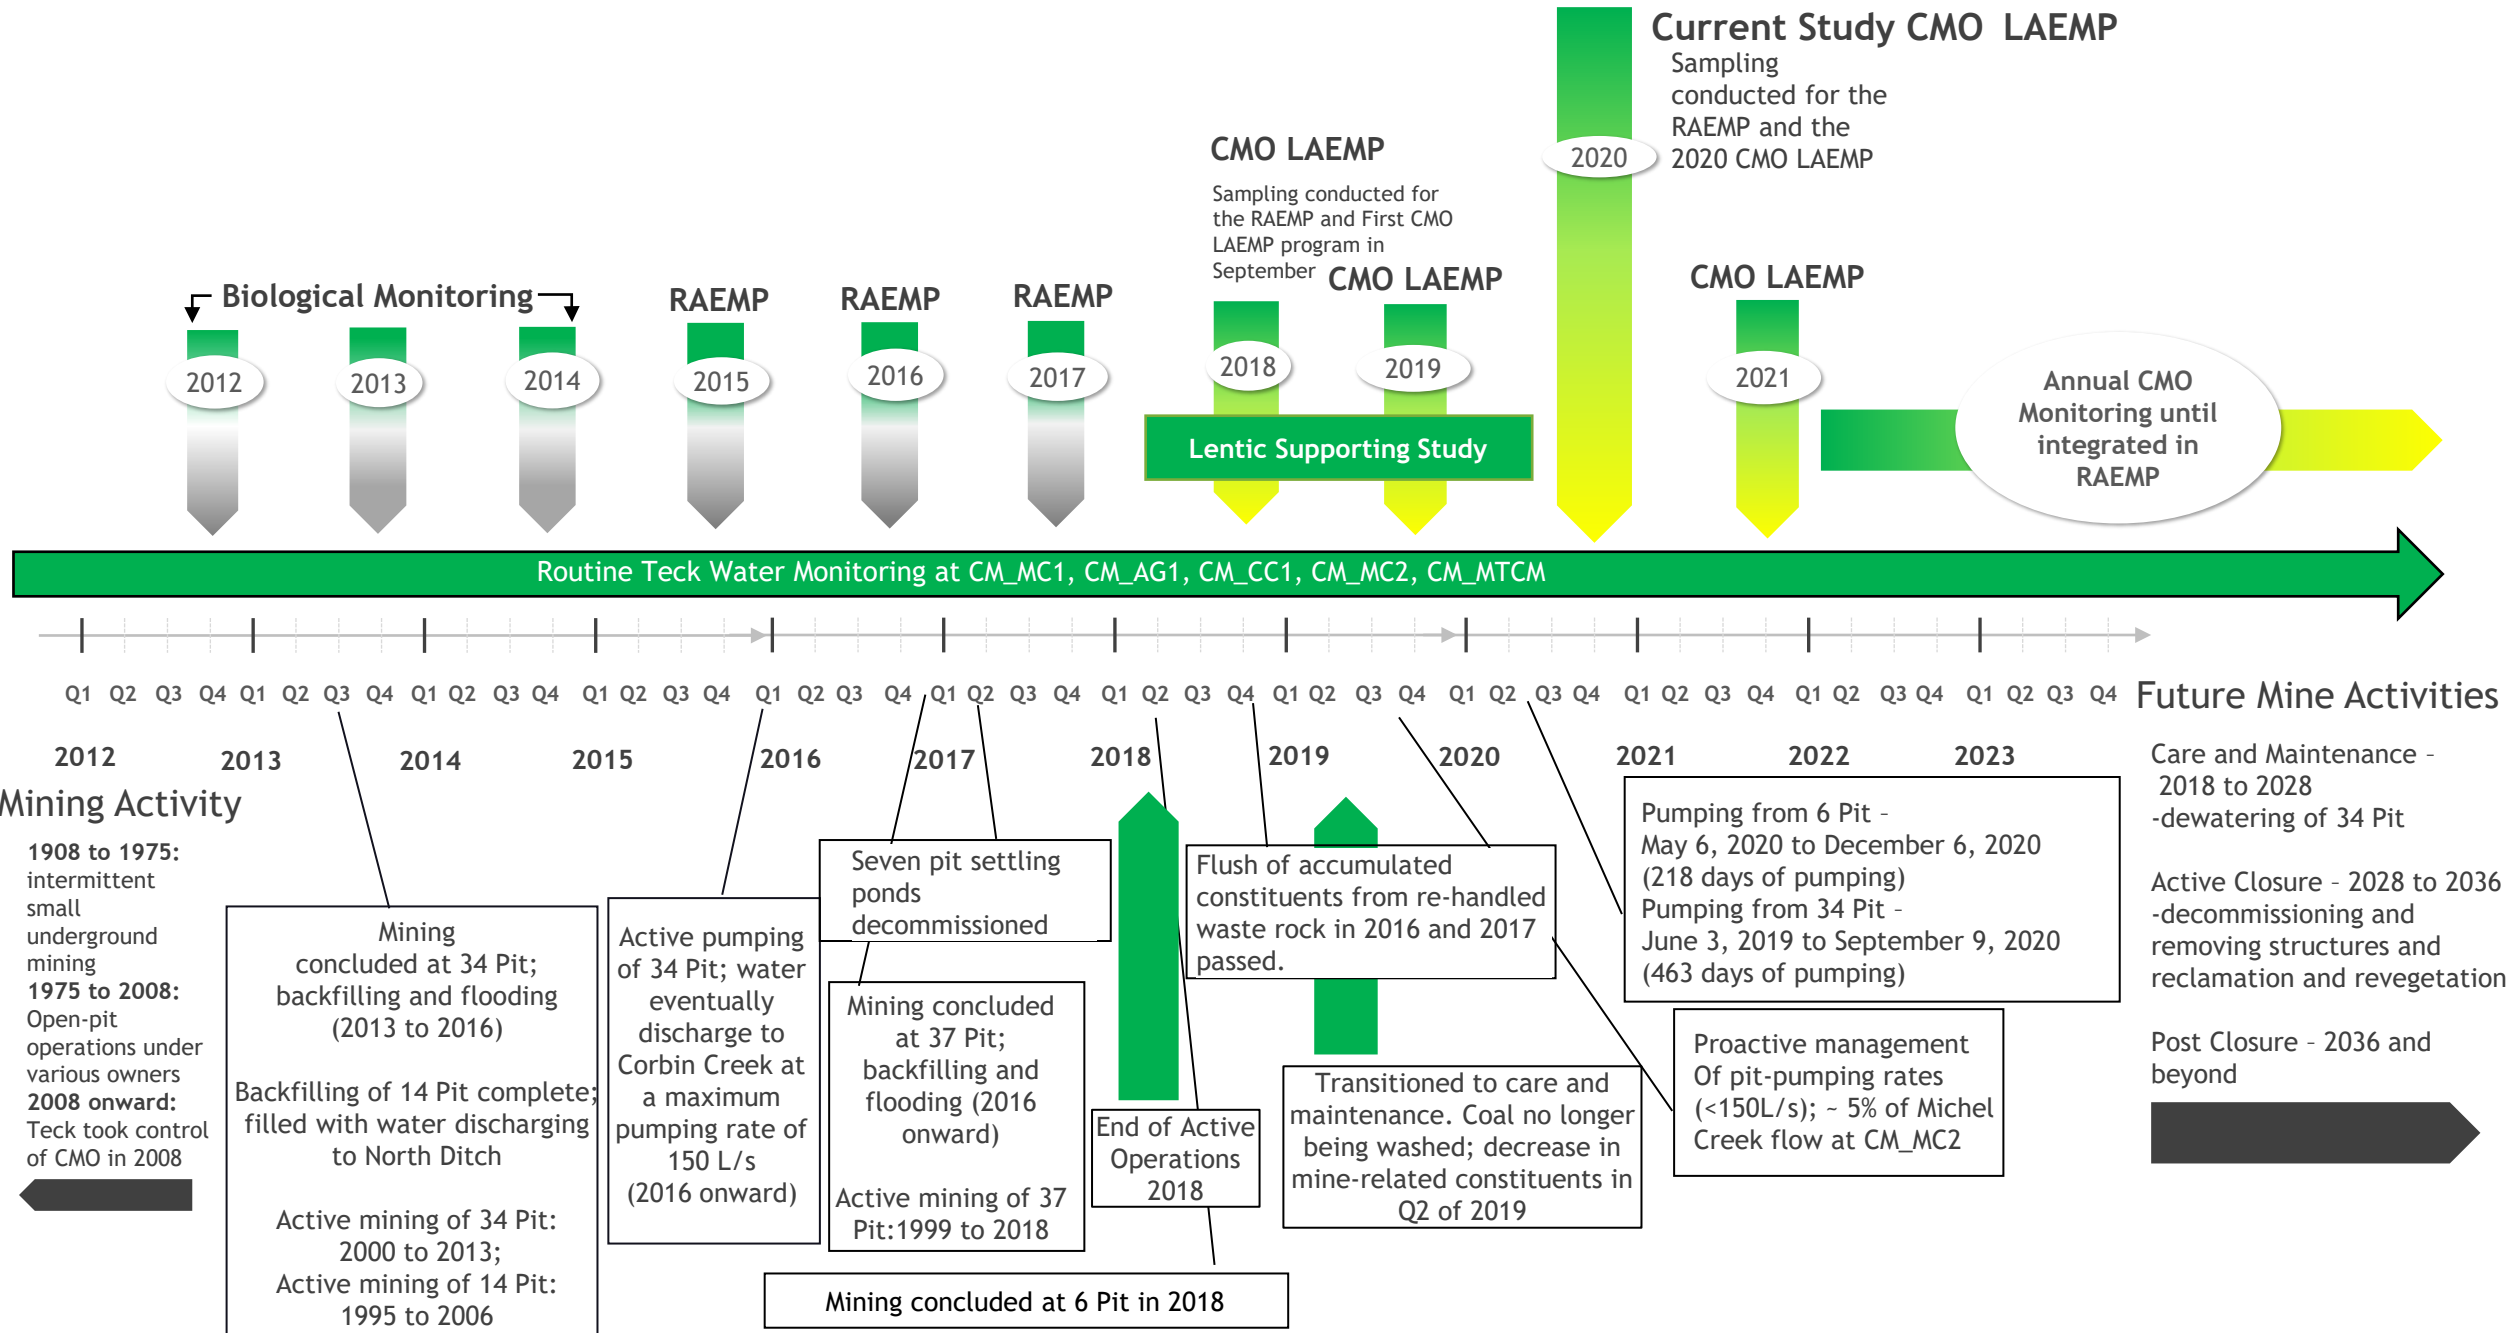 Current Study CMO LAEMP
Sampling
conducted for the
RAEMP and the
2020 CMO LAEMP
2020
CMO LAEMP
Sampling conducted for
the RAEMP and First CMO
LAEMP program in
September
CMO LAEMP
CMO LAEMP
Biological Monitoring
RAEMP
RAEMP
RAEMP
2012
2013
2014
2015
2016
2017
2018
2019
2021
Lentic Supporting Study
Annual CMO
Monitoring until
integrated in
RAEMP
Routine Teck Water Monitoring at CM_MC1, CM_AG1, CM_CC1, CM_MC2, CM_MTCM
Q1 Q2 Q3 Q4 Q1 Q2 Q3 Q4 Q1 Q2 Q3 Q4 Q1 Q2 Q3 Q4 Q1 Q2 Q3 Q4 Q1 Q2 Q3 Q4 Q1 Q2 Q3 Q4 Q1 Q2 Q3 Q4 Q1 Q2 Q3 Q4 Q1 Q2 Q3 Q4 Q1 Q2 Q3 Q4 Q1 Q2 Q3 Q4
2012 2013 2014 2015 2016 2017 2018 2019 2020 2021 2022 2023
Mining Activity
1908 to 1975:
intermittent
small
underground
mining
1975 to 2008:
Open-pit
operations under
various owners
2008 onward:
Teck took control
of CMO in 2008
Mining
concluded at 34 Pit;
backfilling and flooding
(2013 to 2016)
Backfilling of 14 Pit complete;
filled with water discharging
to North Ditch
Active mining of 34 Pit:
2000 to 2013;
Active mining of 14 Pit:
1995 to 2006
Active pumping
of 34 Pit; water
eventually
discharge to
Corbin Creek at
a maximum
pumping rate of
150 L/s
(2016 onward)
Seven pit settling
ponds
decommissioned
Mining concluded
at 37 Pit;
backfilling and
flooding (2016
onward)
Active mining of 37
Pit:1999 to 2018
End of Active
Operations
2018
Mining concluded at 6 Pit in 2018
Flush of accumulated
constituents from re-handled
waste rock in 2016 and 2017
passed.
Transitioned to care and
maintenance. Coal no longer
being washed; decrease in
mine-related constituents in
Q2 of 2019
Pumping from 6 Pit –
May 6, 2020 to December 6, 2020
(218 days of pumping)
Pumping from 34 Pit –
June 3, 2019 to September 9, 2020
(463 days of pumping)
Proactive management
Of pit-pumping rates
(<150L/s); ~ 5% of Michel
Creek flow at CM_MC2
Future Mine Activities
Care and Maintenance –
2018 to 2028
-dewatering of 34 Pit
Active Closure – 2028 to 2036
-decommissioning and
removing structures and
reclamation and revegetation
Post Closure – 2036 and
beyond